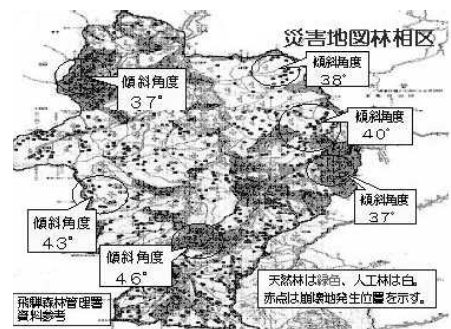 災害地図林相区
傾斜角度
38°
傾斜角度
37°
傾斜角度
40°
傾斜角度
37°
傾斜角度
43°
傾斜角度
46°
天然林は緑色、人工林は白。
赤点は崩壊地発生位置を示す。
飛騨森林管理署
資料参考